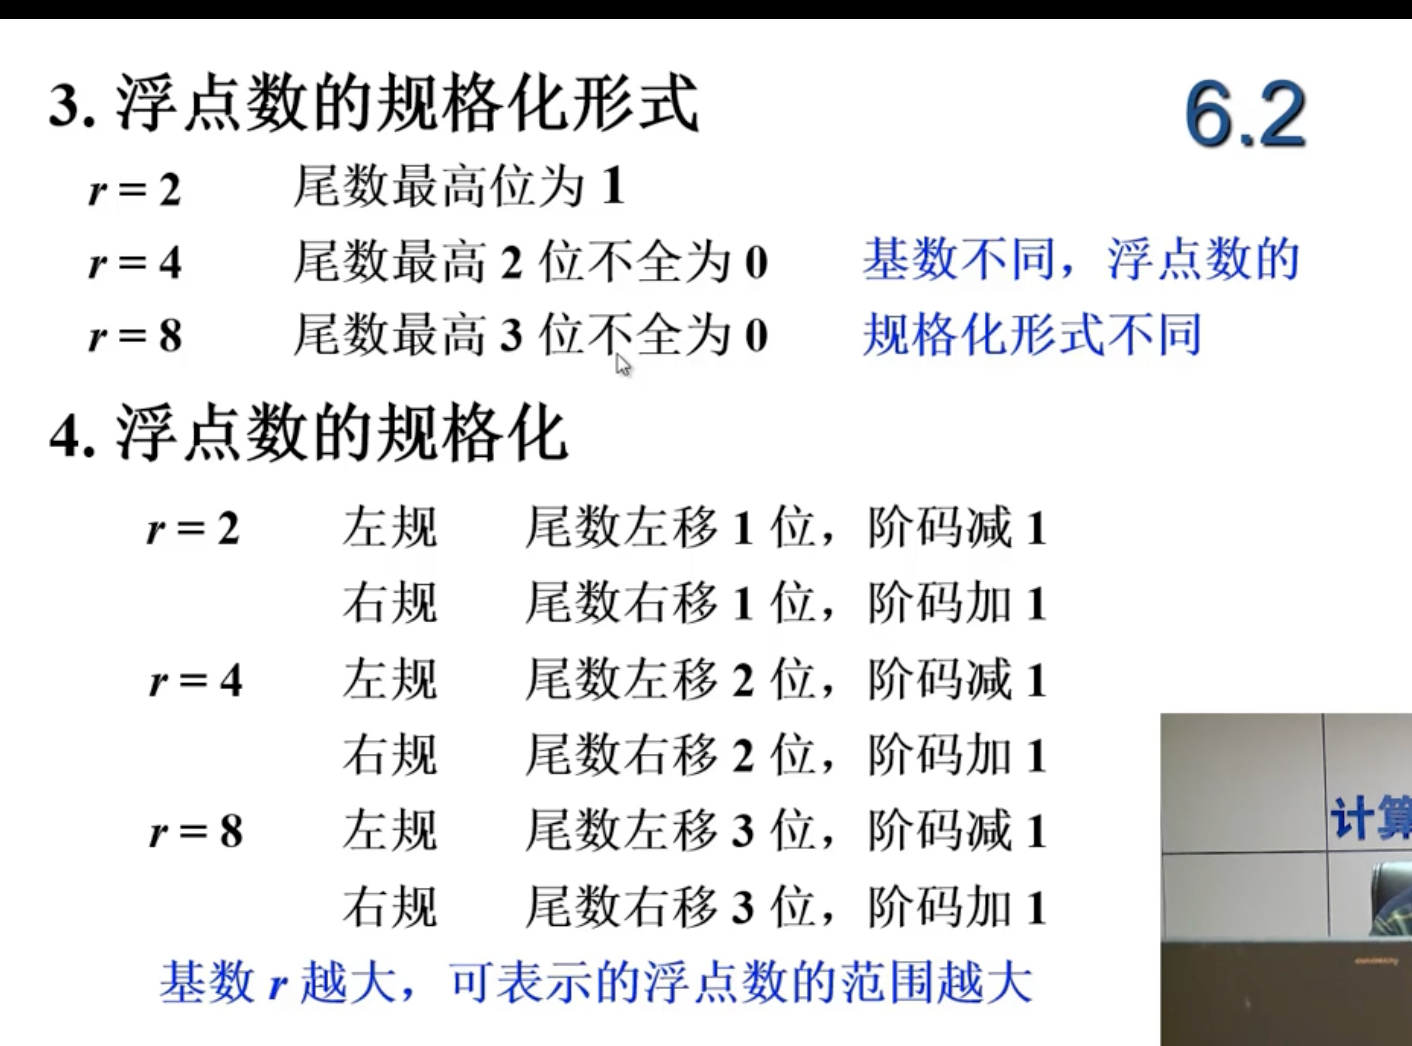 3. 浮点数的规格化形式
6.2
r = 2 尾数最高位为 1
r = 4 尾数最高 2 位不全为 0
r = 8 尾数最高 3 位不全为 0
基数不同，浮点数的
规格化形式不同
4. 浮点数的规格化
r = 2 左规 尾数左移 1 位，阶码减 1
右规 尾数右移 1 位，阶码加 1
r = 4 左规 尾数左移 2 位，阶码减 1
右规 尾数右移 2 位，阶码加 1
r = 8 左规 尾数左移 3 位，阶码减 1
右规 尾数右移 3 位，阶码加 1
基数 r 越大，可表示的浮点数的范围越大
计算